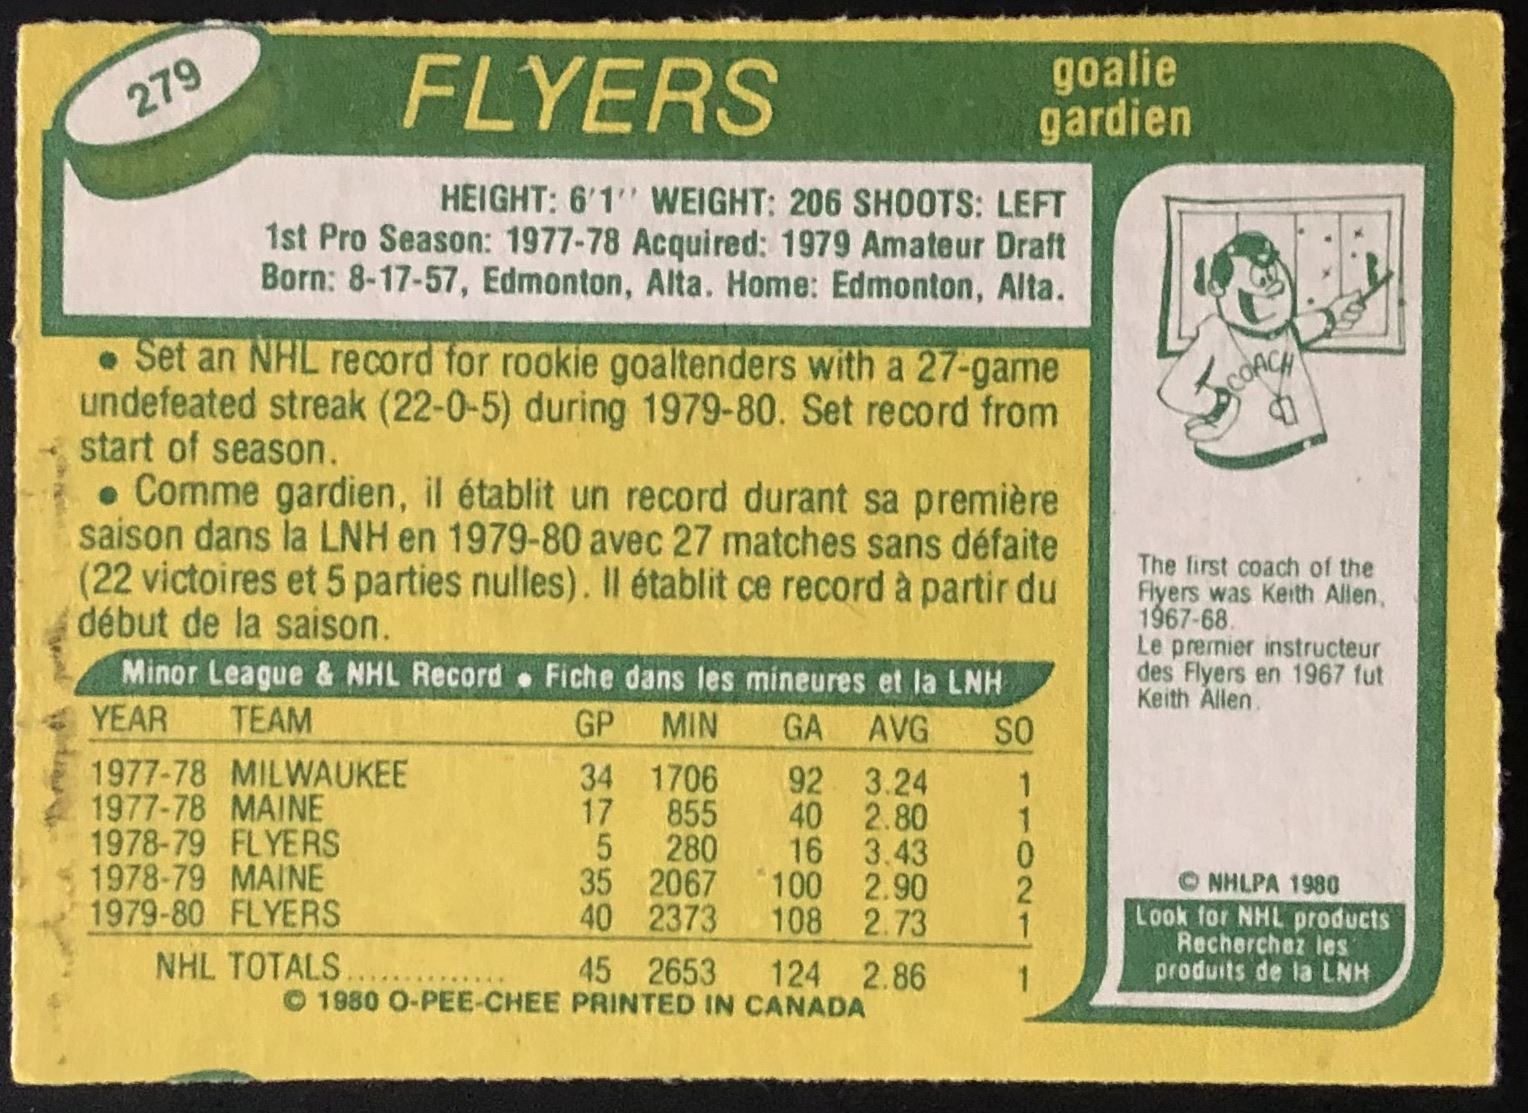 279
FLYERS
goalie
gardien
HEIGHT: 6'1'' WEIGHT: 206 SHOOTS: LEFT
1st Pro Season: 1977-78 Acquired: 1979 Amateur Draft
Born: 8-17-57, Edmonton, Alta. Home: Edmonton, Alta.
• Set an NHL record for rookie goaltenders with a 27-game
undefeated streak (22-0-5) during 1979-80. Set record from
start of season.
• Comme gardien, il établit un record durant sa première
saison dans la LNH en 1979-80 avec 27 matches sans défaite
(22 victoires et 5 parties nulles). Il établit ce record à partir du
début de la saison.
Minor League & NHL Record • Fiche dans les mineures et la LNH
YEAR TEAM GP MIN GA AVG SO
1977-78 MILWAUKEE 34 1706 92 3.24 1
1977-78 MAINE 17 855 40 2.80 1
1978-79 FLYERS 5 280 16 3.43 0
1978-79 MAINE 35 2067 100 2.90 2
1979-80 FLYERS 40 2373 108 2.73 1
NHL TOTALS.............. 45 2653 124 2.86 1
© 1980 O-PEE-CHEE PRINTED IN CANADA
COACH
The first coach of the
Flyers was Keith Allen,
1967-68.
Le premier instructeur
des Flyers en 1967 fut
Keith Allen.
© NHLPA 1980
Look for NHL products
Recherchez les
produits de la LNH